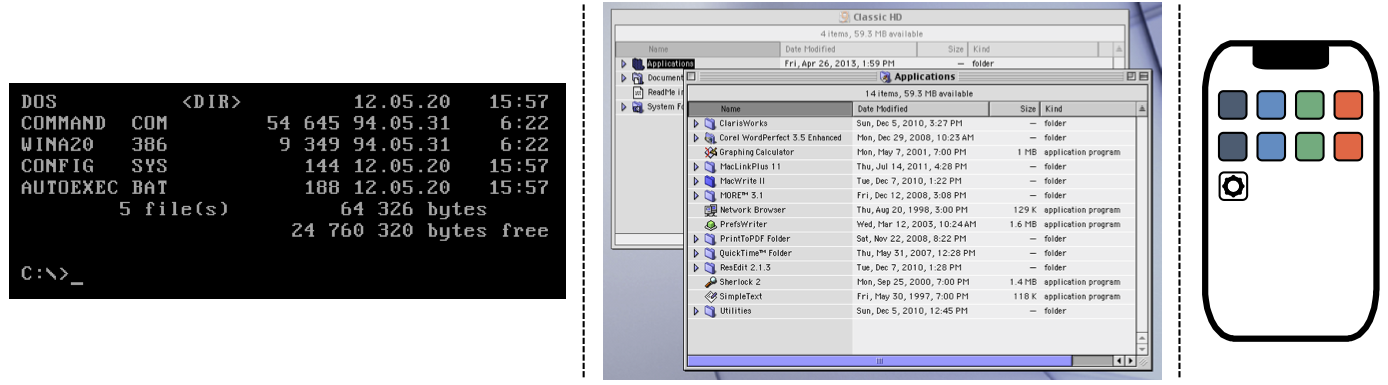 DOS <DIR> 12.05.20 15:57
COMMAND COM 54 645 94.05.31 6:22
WINA20 386 9 349 94.05.31 6:22
CONFIG SYS 144 12.05.20 15:57
AUTOEXEC BAT 188 12.05.20 15:57
5 file(s) 64 326 bytes
24 760 320 bytes free
C:\>_
Classic HD
4 items, 59.3 MB available
Name Date Modified Size Kind
Applications Fri, Apr 26, 2013, 1:59 PM — folder
Document
ReadMe
System Fo
Applications
14 items, 59.3 MB available
Name Date Modified Size Kind
ClarisWorks Sun, Dec 5, 2010, 3:27 PM — folder
Corel WordPerfect 3.5 Enhanced Mon, Dec 29, 2008, 10:23 AM — folder
Graphing Calculator Mon, May 7, 2001, 7:00 PM 1 MB application program
MacLinkPlus 11 Thu, Jul 14, 2011, 4:28 PM — folder
MacWrite II Tue, Dec 7, 2010, 1:22 PM — folder
MORE™ 3.1 Fri, Dec 12, 2008, 3:08 PM — folder
Network Browser Thu, Aug 20, 1998, 3:00 PM 129 K application program
PrefsWriter Wed, Mar 12, 2003, 10:24 AM 1.6 MB application program
PrintToPDF Folder Sat, Nov 22, 2008, 8:22 PM — folder
QuickTime™ Folder Thu, May 31, 2007, 12:28 PM — folder
ResEdit 2.1.3 Tue, Dec 7, 2010, 1:28 PM — folder
Sherlock 2 Mon, Sep 25, 2000, 7:00 PM 1.4 MB application program
SimpleText Fri, May 30, 1997, 7:00 PM 118 K application program
Utilities Sun, Dec 5, 2010, 12:45 PM — folder